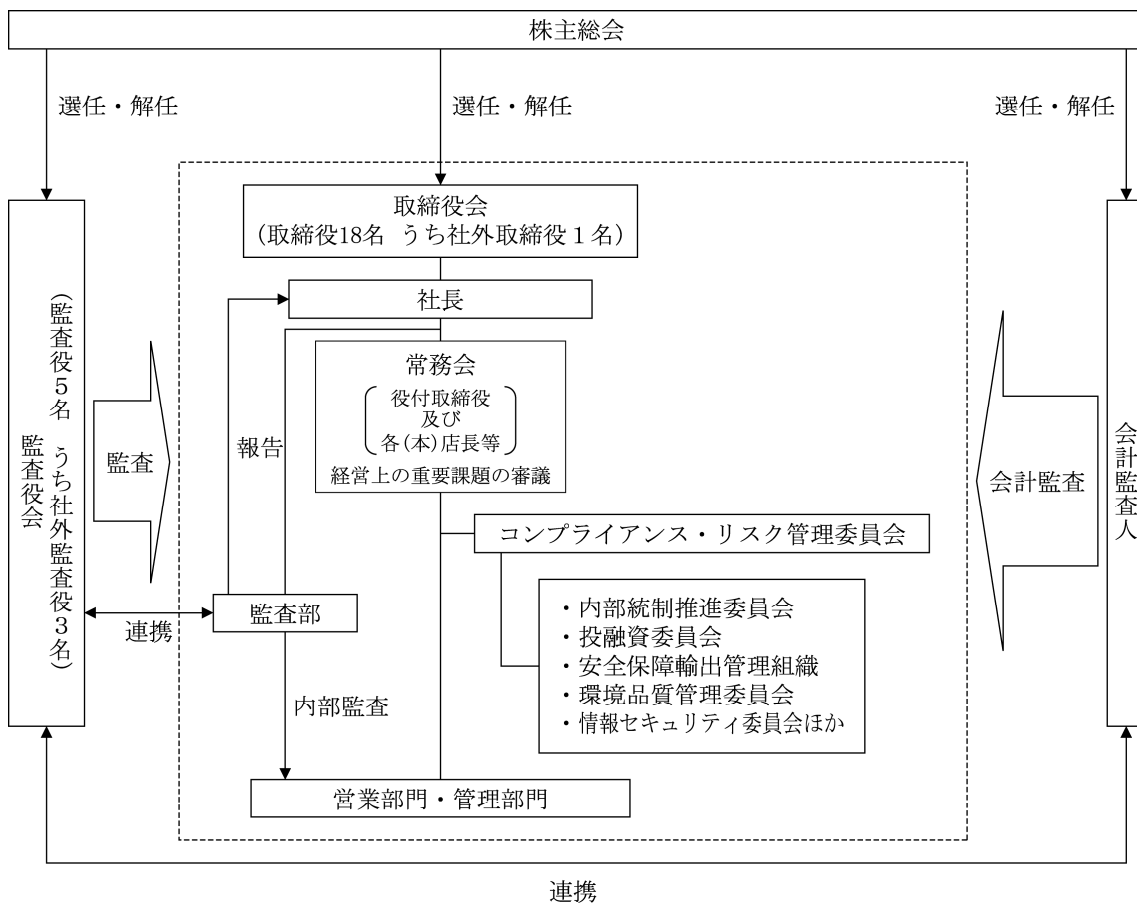 株主総会
選任・解任
選任・解任
選任・解任
取締役会
(取締役18名 うち社外取締役1名)
社長
常務会
役付取締役
及び
各(本)店長等
経営上の重要課題の審議
監査役会
(監査役5名 うち社外監査役3名)
監査
報告
会計監査
会計監査人
コンプライアンス・リスク管理委員会
・内部統制推進委員会
・投融資委員会
・安全保障輸出管理組織
・環境品質管理委員会
・情報セキュリティ委員会ほか
監査部
連携
内部監査
営業部門・管理部門
連携